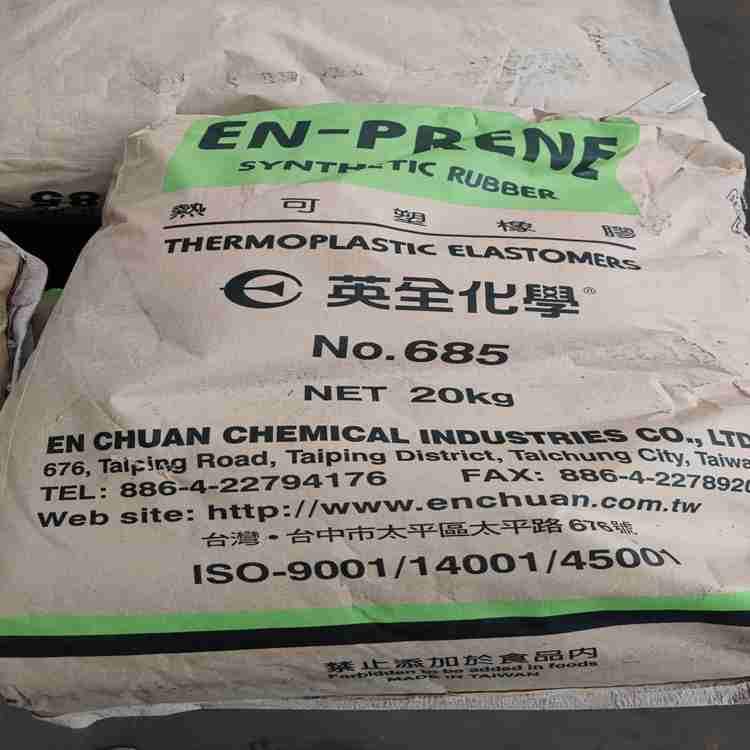 EN-PRENE
SYNTHETIC RUBBER
熱可塑橡膠
THERMOPLASTIC ELASTOMERS
英全化學®
No. 685
NET 20kg
EN CHUAN CHEMICAL INDUSTRIES CO., LTD
676, Taiping Road, Taiping District, Taichung City, Taiwa
TEL: 886-4-22794176 FAX: 886-4-2278920
Web site: http://www.enchuan.com.tw
台灣・台中市太平區太平路676號
ISO-9001/14001/45001
禁止添加於食品內
Forbidden to be added in foods
MADE IN TAIWAN